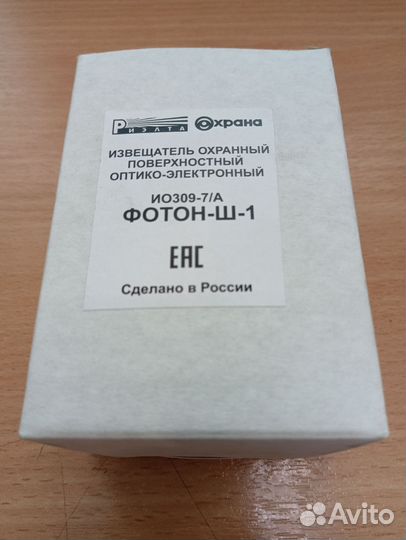 РИЭЛТА Охрана
ИЗВЕЩАТЕЛЬ ОХРАННЫЙ
ПОВЕРХНОСТНЫЙ
ОПТИКО-ЭЛЕКТРОННЫЙ
ИО309-7/А
ФОТОН-Ш-1
ЕАС
Сделано в России
Avito